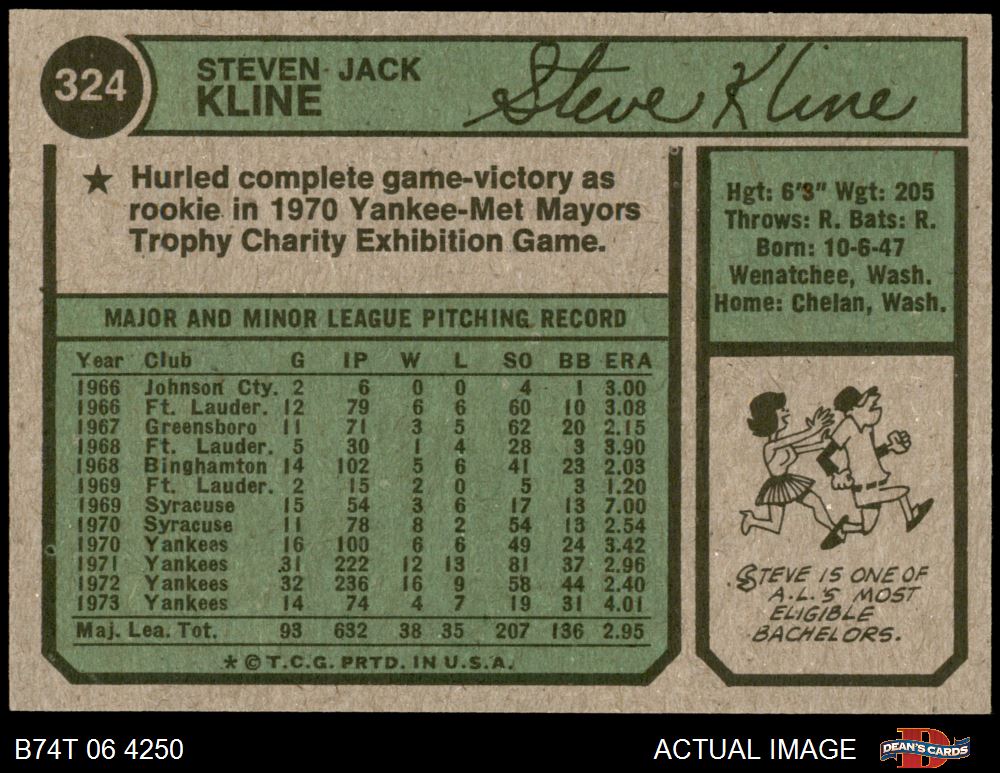 324
STEVEN JACK
KLINE
Steve Kline
★ Hurled complete game-victory as
rookie in 1970 Yankee-Met Mayors
Trophy Charity Exhibition Game.
Hgt: 6'3" Wgt: 205
Throws: R. Bats: R.
Born: 10-6-47
Wenatchee, Wash.
Home: Chelan, Wash.
MAJOR AND MINOR LEAGUE PITCHING RECORD
Year Club G IP W L SO BB ERA
1966 Johnson Cty. 2 6 0 0 4 1 3.00
1966 Ft. Lauder. 12 79 6 6 60 10 3.08
1967 Greensboro 11 71 3 5 62 20 2.15
1968 Ft. Lauder. 5 30 1 4 28 3 3.90
1968 Binghamton 14 102 5 6 41 23 2.03
1969 Ft. Lauder. 2 15 2 0 5 3 1.20
1969 Syracuse 15 54 3 6 17 13 7.00
1970 Syracuse 11 78 8 2 54 13 2.54
1970 Yankees 16 100 6 6 49 24 3.42
1971 Yankees 31 222 12 13 81 37 2.96
1972 Yankees 32 236 16 9 58 44 2.40
1973 Yankees 14 74 4 7 19 31 4.01
Maj. Lea. Tot. 93 632 38 35 207 136 2.95
* © T.C.G. PRTD. IN U.S.A.
STEVE IS ONE OF
A.L.'S MOST
ELIGIBLE
BACHELORS.
B74T 06 4250
ACTUAL IMAGE
DEAN'S CARDS